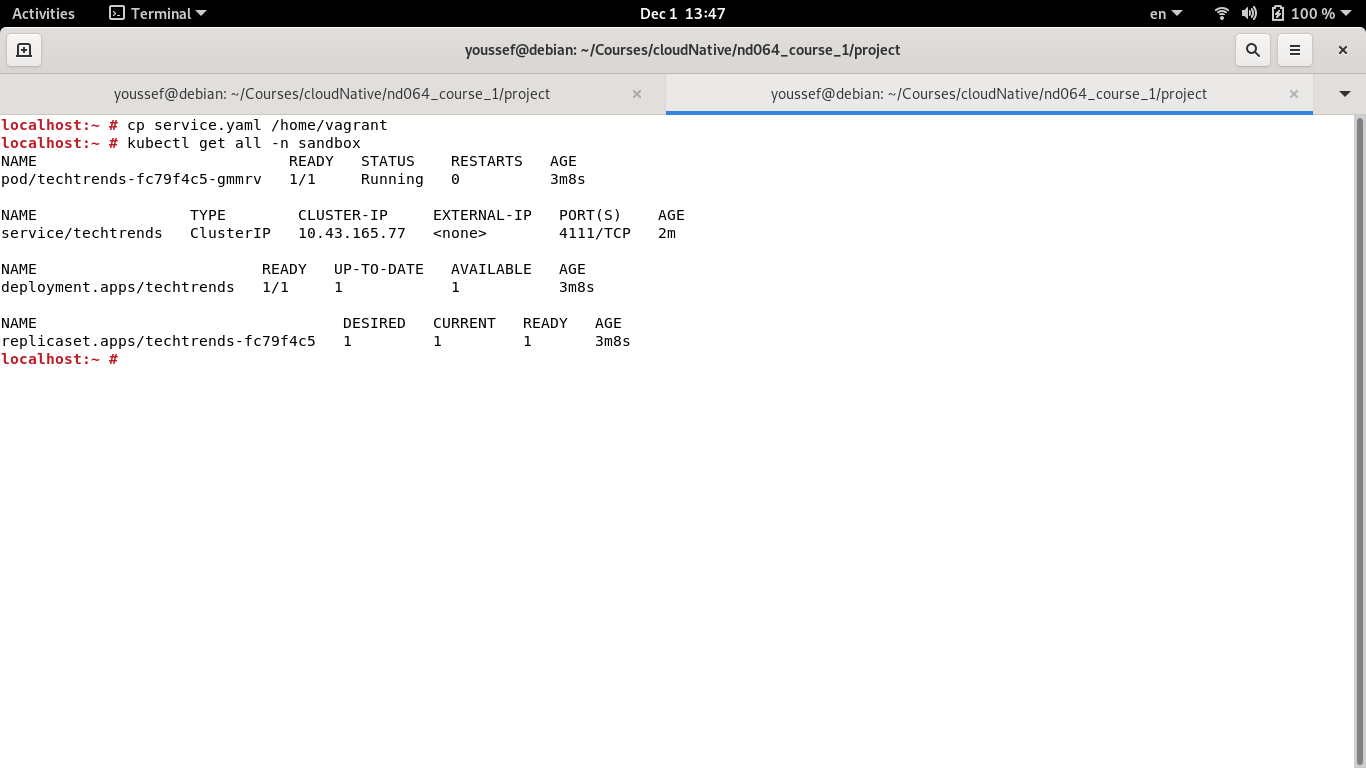 Activities Terminal Dec 1 13:47 en 100 %
youssef@debian: ~/Courses/cloudNative/nd064_course_1/project
youssef@debian: ~/Courses/cloudNative/nd064_course_1/project youssef@debian: ~/Courses/cloudNative/nd064_course_1/project
localhost:~ # cp service.yaml /home/vagrant
localhost:~ # kubectl get all -n sandbox
NAME                            READY   STATUS    RESTARTS   AGE
pod/techtrends-fc79f4c5-gmmrv   1/1     Running   0          3m8s
NAME                 TYPE        CLUSTER-IP     EXTERNAL-IP   PORT(S)    AGE
service/techtrends   ClusterIP   10.43.165.77   <none>        4111/TCP   2m
NAME                         READY   UP-TO-DATE   AVAILABLE   AGE
deployment.apps/techtrends   1/1     1            1           3m8s
NAME                                  DESIRED   CURRENT   READY   AGE
replicaset.apps/techtrends-fc79f4c5   1         1         1       3m8s
localhost:~ #